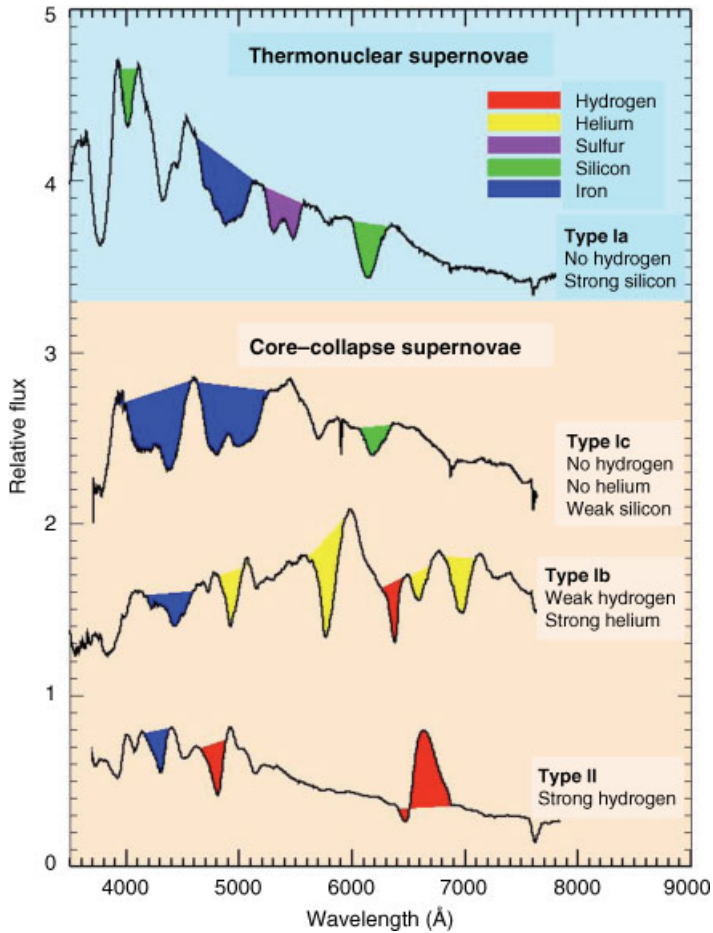 5
Thermonuclear supernovae
Hydrogen
Helium
Sulfur
Silicon
Iron
4
Type Ia
No hydrogen
Strong silicon
3
Core–collapse supernovae
Relative flux
Type Ic
No hydrogen
No helium
Weak silicon
2
Type Ib
Weak hydrogen
Strong helium
1
Type II
Strong hydrogen
0
4000 5000 6000 7000 8000 9000
Wavelength (Å)